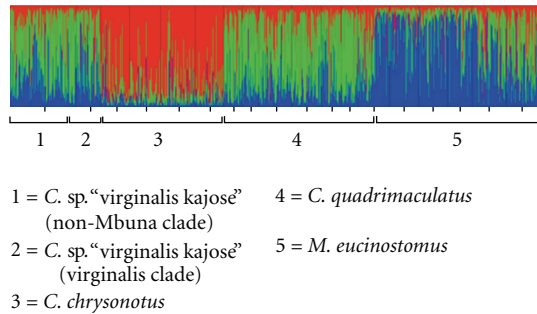 1 2 3 4 5
1 = C. sp. “virginalis kajose”
(non-Mbuna clade)
2 = C. sp. “virginalis kajose”
(virginalis clade)
3 = C. chrysonotus
4 = C. quadrimaculatus
5 = M. eucinostomus